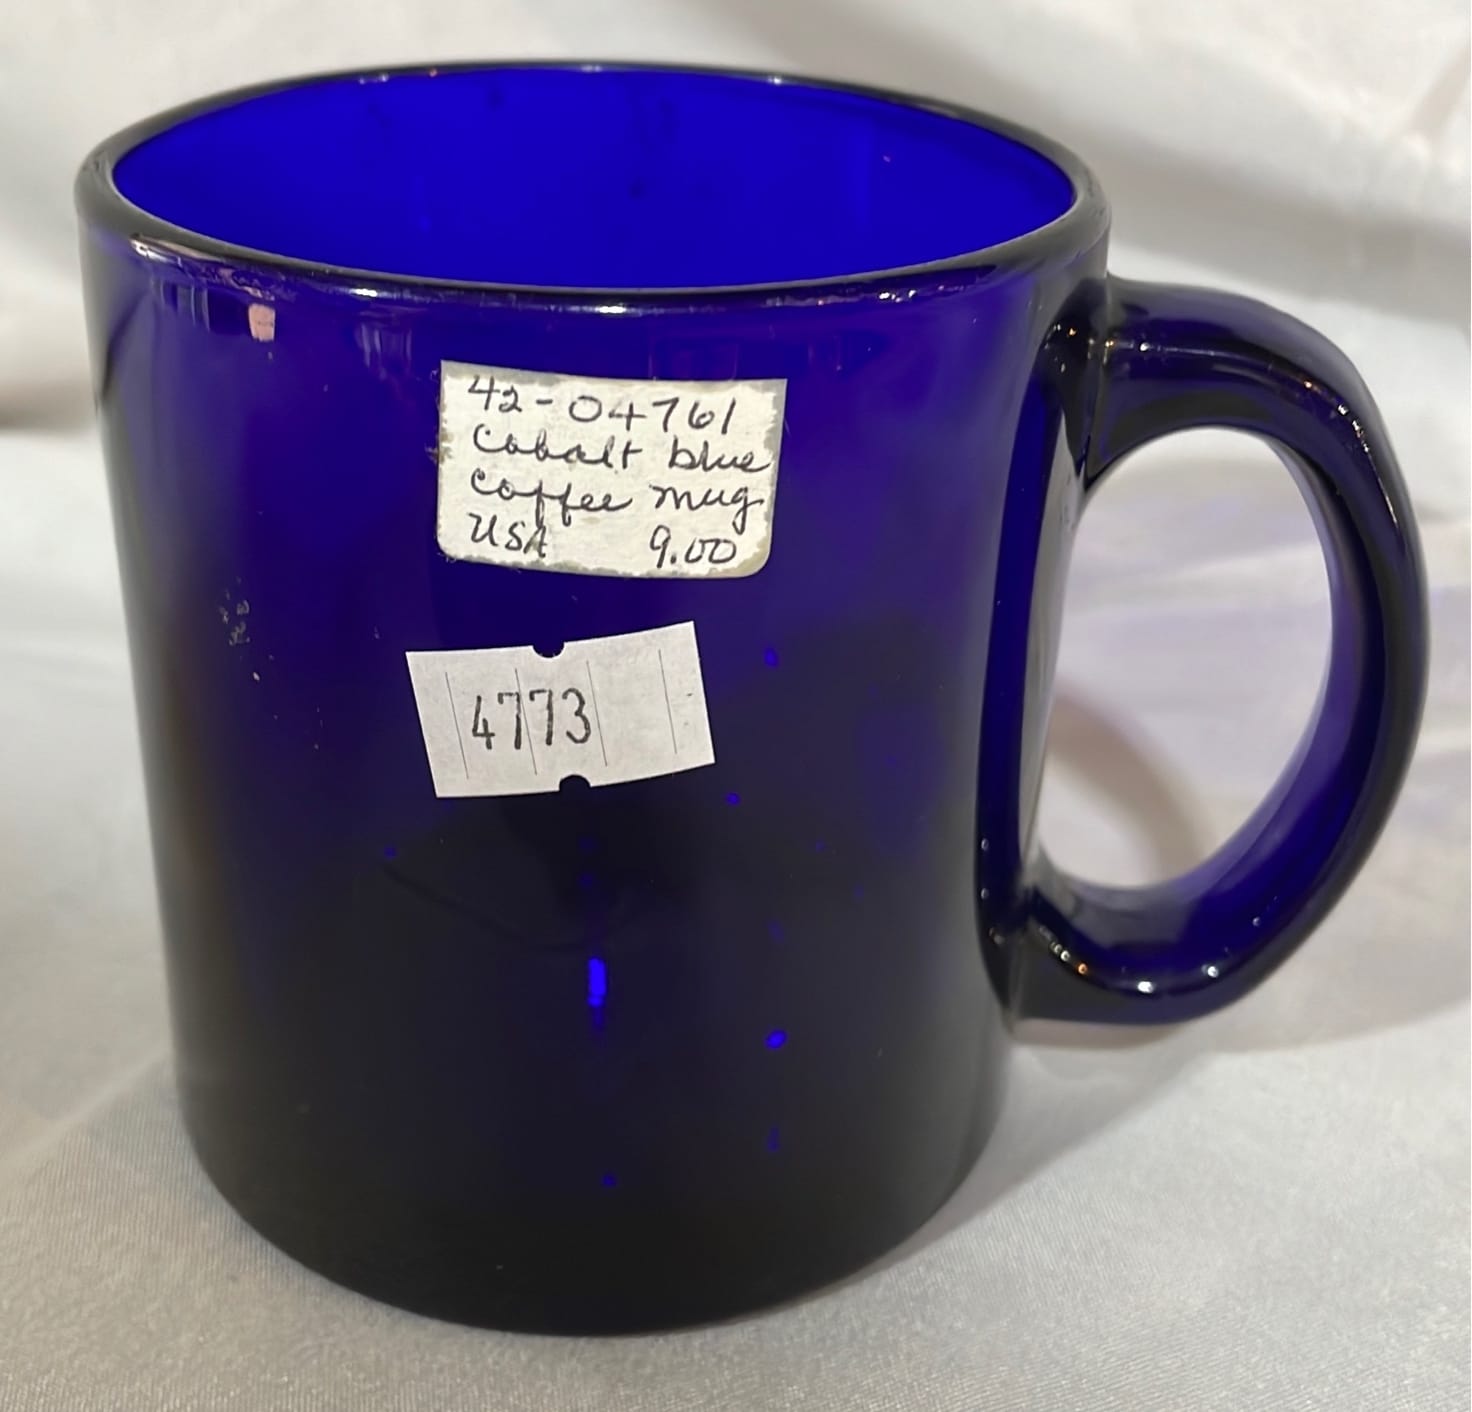 42-04761
Cobalt blue
coffee mug
USA 9.00
4773